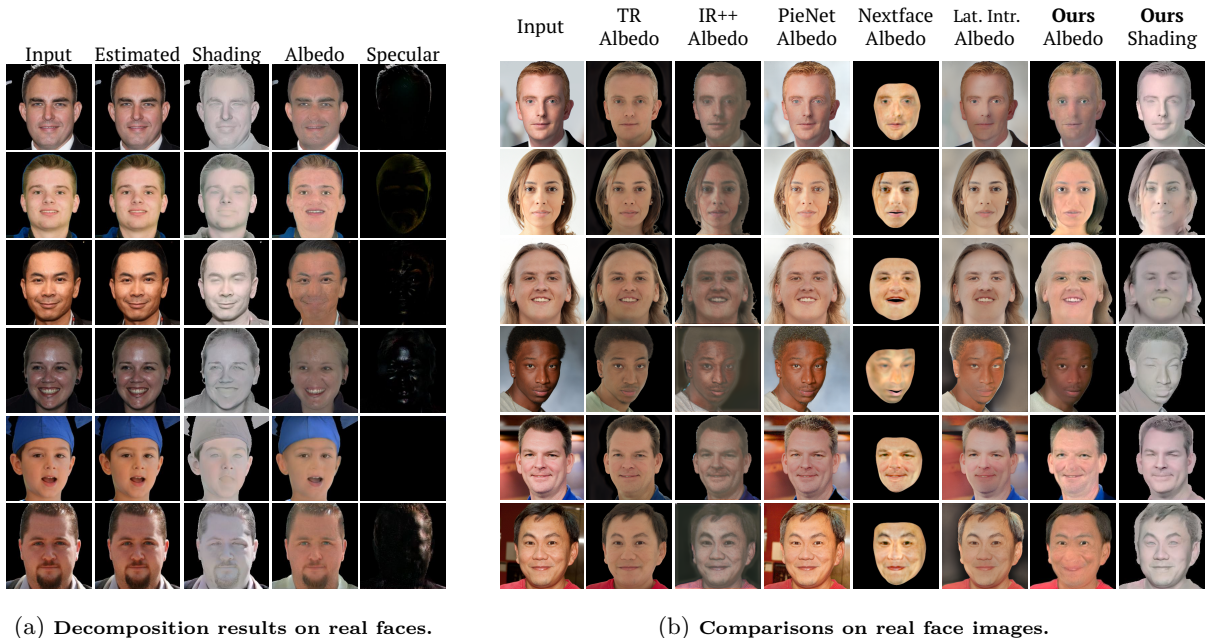 Input Estimated Shading Albedo Specular
Input
TR Albedo
IR++ Albedo
PieNet Albedo
Nextface Albedo
Lat. Intr. Albedo
Ours Albedo
Ours Shading
(a) Decomposition results on real faces.
(b) Comparisons on real face images.